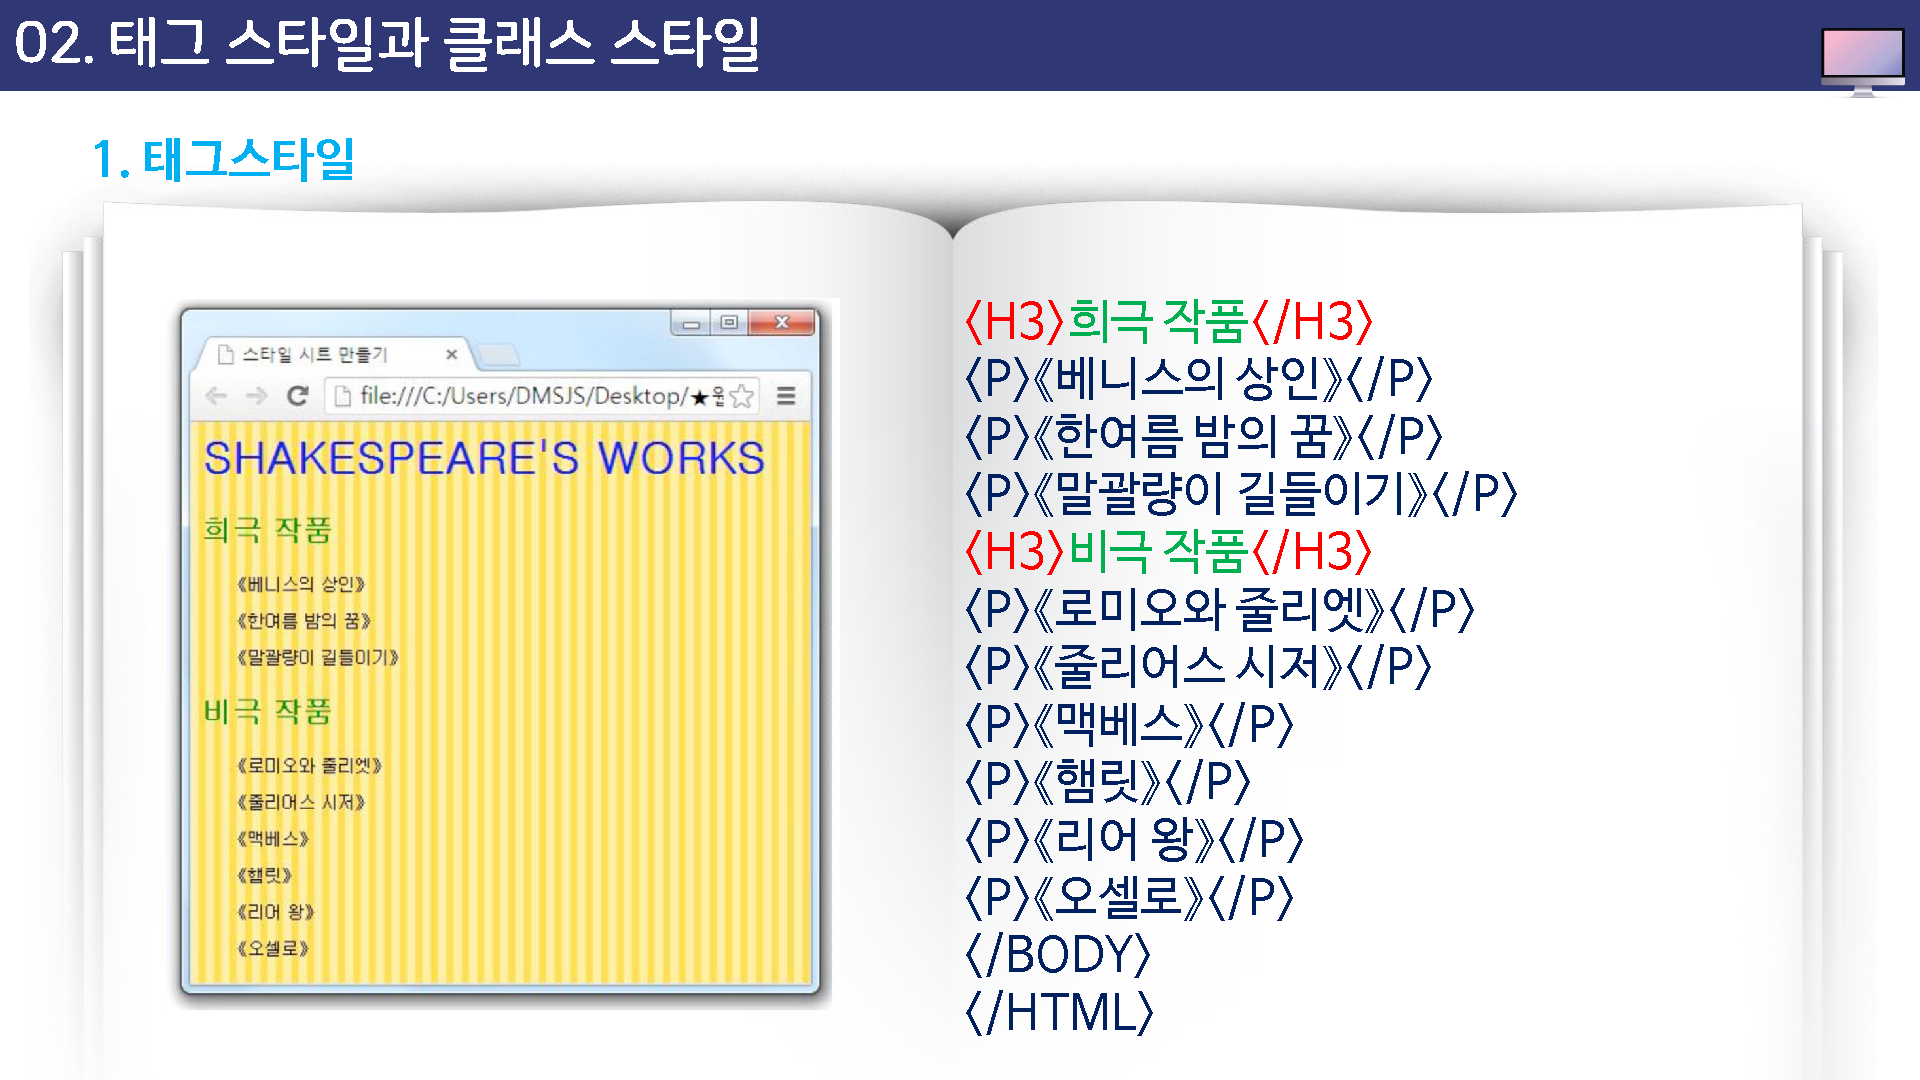 02. 태그 스타일과 클래스 스타일
1. 태그스타일
스타일 시트 만들기
file:///C:/Users/DMSJS/Desktop/★윤
SHAKESPEARE'S WORKS
희극 작품
《베니스의 상인》
《한여름 밤의 꿈》
《말괄량이 길들이기》
비극 작품
《로미오와 줄리엣》
《줄리어스 시저》
《맥베스》
《햄릿》
《리어 왕》
《오셀로》
<H3>희극 작품</H3>
<P>《베니스의 상인》</P>
<P>《한여름 밤의 꿈》</P>
<P>《말괄량이 길들이기》</P>
<H3>비극 작품</H3>
<P>《로미오와 줄리엣》</P>
<P>《줄리어스 시저》</P>
<P>《맥베스》</P>
<P>《햄릿》</P>
<P>《리어 왕》</P>
<P>《오셀로》</P>
</BODY>
</HTML>